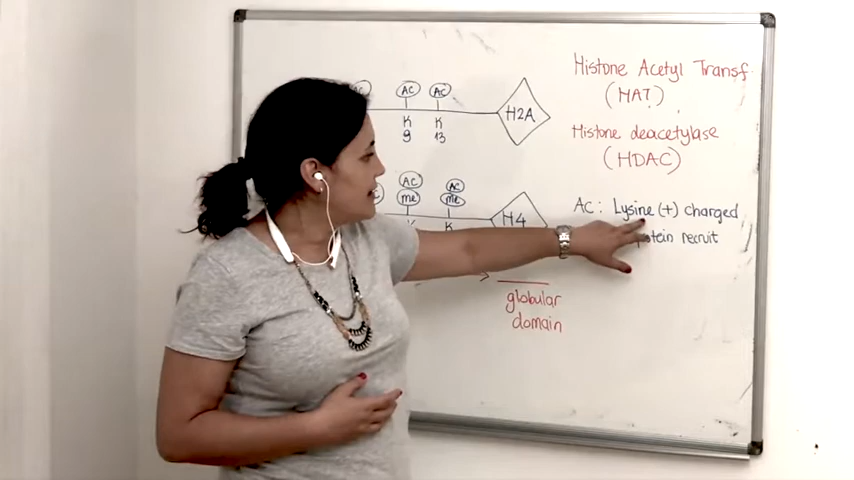 AC AC
H2A
K K
9 13
AC AC
me me
H4
K
globular
domain
Histone Acetyl Transf
(HAT)
Histone deacetylase
(HDAC)
AC: Lysine (+) charged
recruit